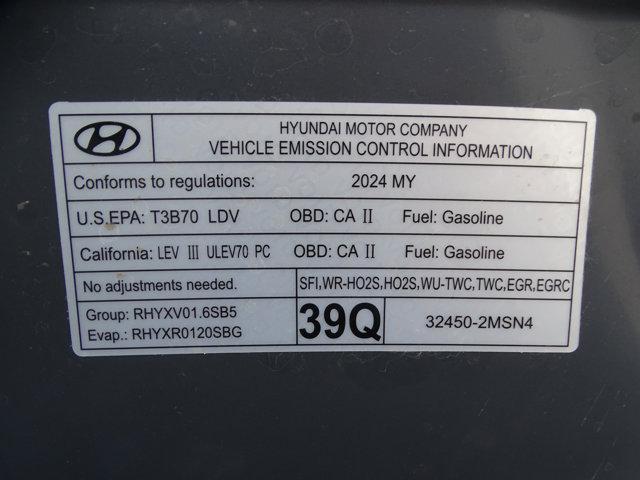 HYUNDAI MOTOR COMPANY
VEHICLE EMISSION CONTROL INFORMATION
Conforms to regulations: 2024 MY
U.S.EPA: T3B70 LDV OBD: CA II Fuel: Gasoline
California: LEV III ULEV70 PC OBD: CA II Fuel: Gasoline
No adjustments needed. SFI,WR-HO2S,HO2S,WU-TWC,TWC,EGR,EGRC
Group: RHYXV01.6SB5
Evap.: RHYXR0120SBG
39Q
32450-2MSN4